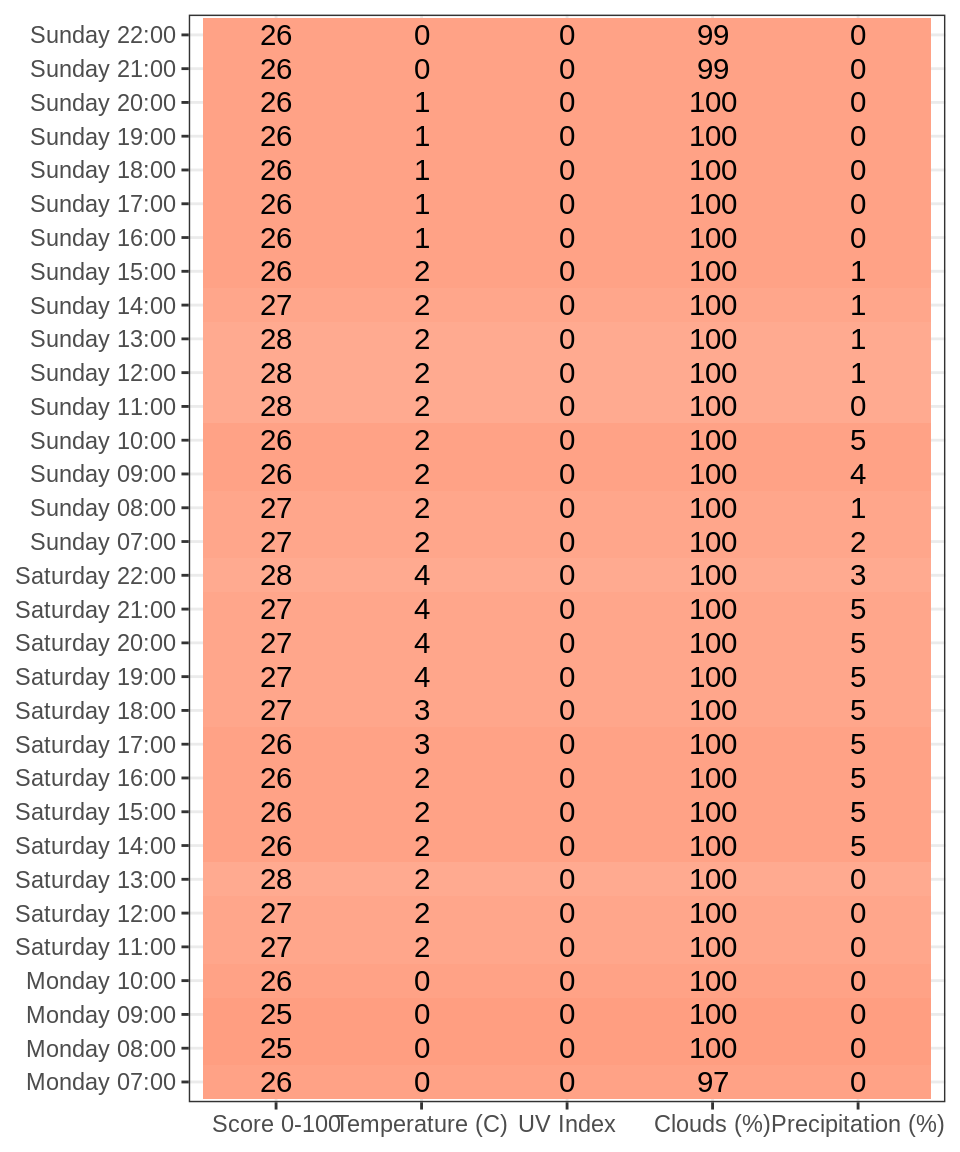 Sunday 22:00 26 0 0 99 0
Sunday 21:00 26 0 0 99 0
Sunday 20:00 26 1 0 100 0
Sunday 19:00 26 1 0 100 0
Sunday 18:00 26 1 0 100 0
Sunday 17:00 26 1 0 100 0
Sunday 16:00 26 1 0 100 0
Sunday 15:00 26 2 0 100 1
Sunday 14:00 27 2 0 100 1
Sunday 13:00 28 2 0 100 1
Sunday 12:00 28 2 0 100 1
Sunday 11:00 28 2 0 100 0
Sunday 10:00 26 2 0 100 5
Sunday 09:00 26 2 0 100 4
Sunday 08:00 27 2 0 100 1
Sunday 07:00 27 2 0 100 2
Saturday 22:00 28 4 0 100 3
Saturday 21:00 27 4 0 100 5
Saturday 20:00 27 4 0 100 5
Saturday 19:00 27 4 0 100 5
Saturday 18:00 27 3 0 100 5
Saturday 17:00 26 3 0 100 5
Saturday 16:00 26 2 0 100 5
Saturday 15:00 26 2 0 100 5
Saturday 14:00 26 2 0 100 5
Saturday 13:00 28 2 0 100 0
Saturday 12:00 27 2 0 100 0
Saturday 11:00 27 2 0 100 0
Monday 10:00 26 0 0 100 0
Monday 09:00 25 0 0 100 0
Monday 08:00 25 0 0 100 0
Monday 07:00 26 0 0 97 0
Score 0-100 Temperature (C) UV Index Clouds (%) Precipitation (%)